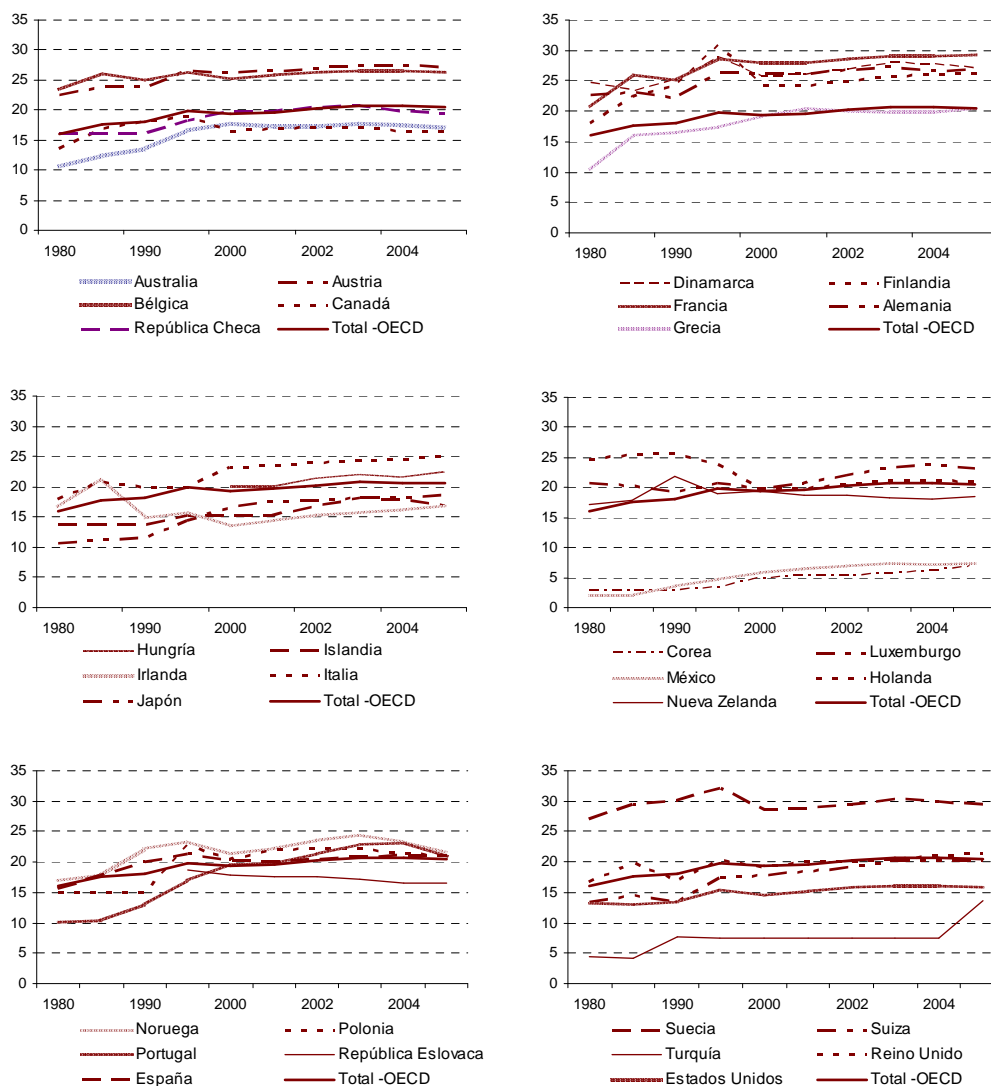 35
30
25
20
15
10
5
0
1980 1990 2000 2002 2004
Australia Austria
Bélgica Canadá
República Checa Total -OECD
35
30
25
20
15
10
5
0
1980 1990 2000 2002 2004
Dinamarca Finlandia
Francia Alemania
Grecia Total -OECD
35
30
25
20
15
10
5
0
1980 1990 2000 2002 2004
Hungría Islandia
Irlanda Italia
Japón Total -OECD
35
30
25
20
15
10
5
0
1980 1990 2000 2002 2004
Corea Luxemburgo
México Holanda
Nueva Zelanda Total -OECD
35
30
25
20
15
10
5
0
1980 1990 2000 2002 2004
Noruega Polonia
Portugal República Eslovaca
España Total -OECD
35
30
25
20
15
10
5
0
1980 1990 2000 2002 2004
Suecia Suiza
Turquía Reino Unido
Estados Unidos Total -OECD